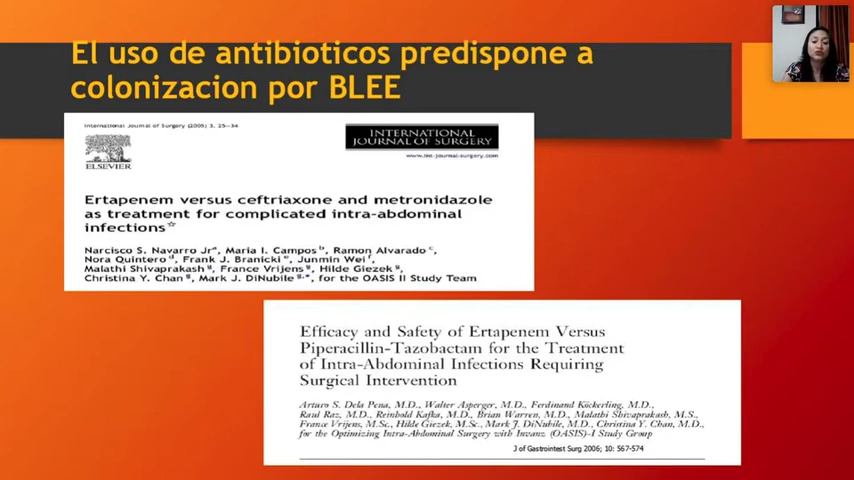 El uso de antibioticos predispone a
colonizacion por BLEE
International Journal of Surgery (2005) 3, 25—34
INTERNATIONAL
JOURNAL OF SURGERY
www.int-journal-surgery.com
ELSEVIER
Ertapenem versus ceftriaxone and metronidazole
as treatment for complicated intra-abdominal
infections☆
Narcisco S. Navarro Jr a, Maria I. Campos b, Ramon Alvarado c,
Nora Quintero d, Frank J. Branicki e, Junmin Wei f,
Malathi Shivaprakash g, France Vrijens g, Hilde Giezek g,
Christina Y. Chan g, Mark J. DiNubile g,*, for the OASIS II Study Team
Efficacy and Safety of Ertapenem Versus
Piperacillin-Tazobactam for the Treatment
of Intra-Abdominal Infections Requiring
Surgical Intervention
Arturo S. Dela Pena, M.D., Walter Asperger, M.D., Ferdinand Köckerling, M.D.,
Raul Raz, M.D., Reinhold Kafka, M.D., Brian Warren, M.D., Malathi Shivaprakash, M.S.,
France Vrijens, M.Sc., Hilde Giezek, M.Sc., Mark J. DiNubile, M.D., Christina Y. Chan, M.D.,
for the Optimizing Intra-Abdominal Surgery with Invanz (OASIS)-I Study Group
J of Gastrointest Surg 2006; 10: 567-574